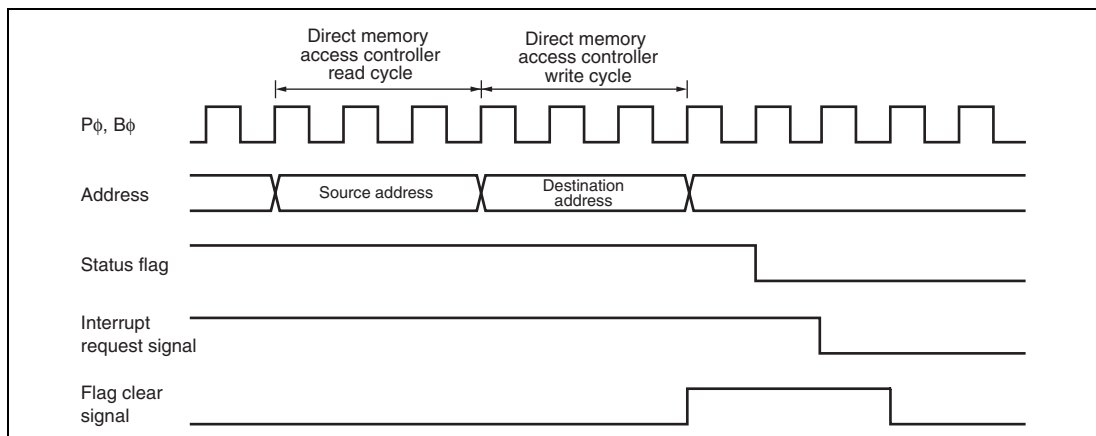 Direct memory
access controller
read cycle
Direct memory
access controller
write cycle
Pϕ, Bϕ
Address
Source address
Destination
address
Status flag
Interrupt
request signal
Flag clear
signal